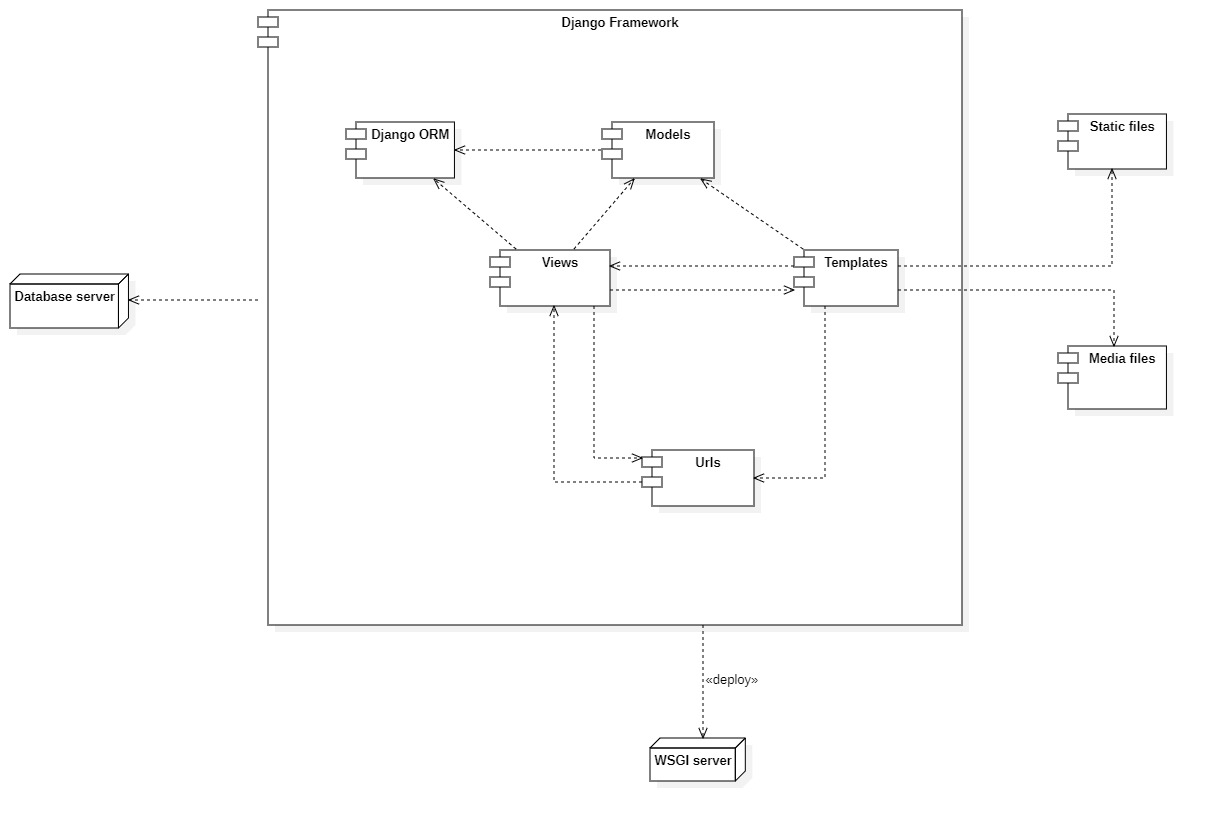 Django Framework
Django ORM
Models
Static files
Views
Templates
Database server
Media files
Urls
«deploy»
WSGI server